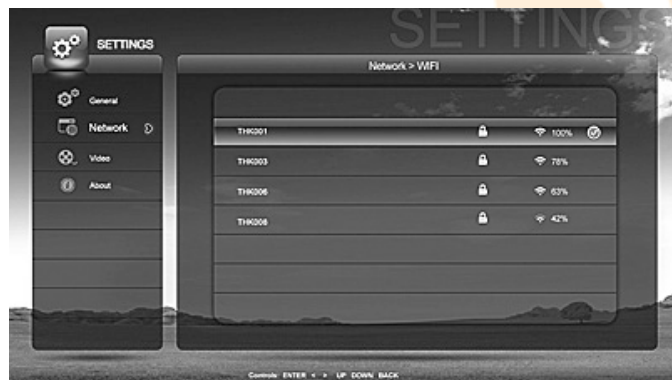 SETTINGS
SETTINGS
Network > WIFI
General
Network
Video
About
THK001 100%
THK003 78%
THK006 63%
THK008 42%
Controls: ENTER < > UP DOWN BACK